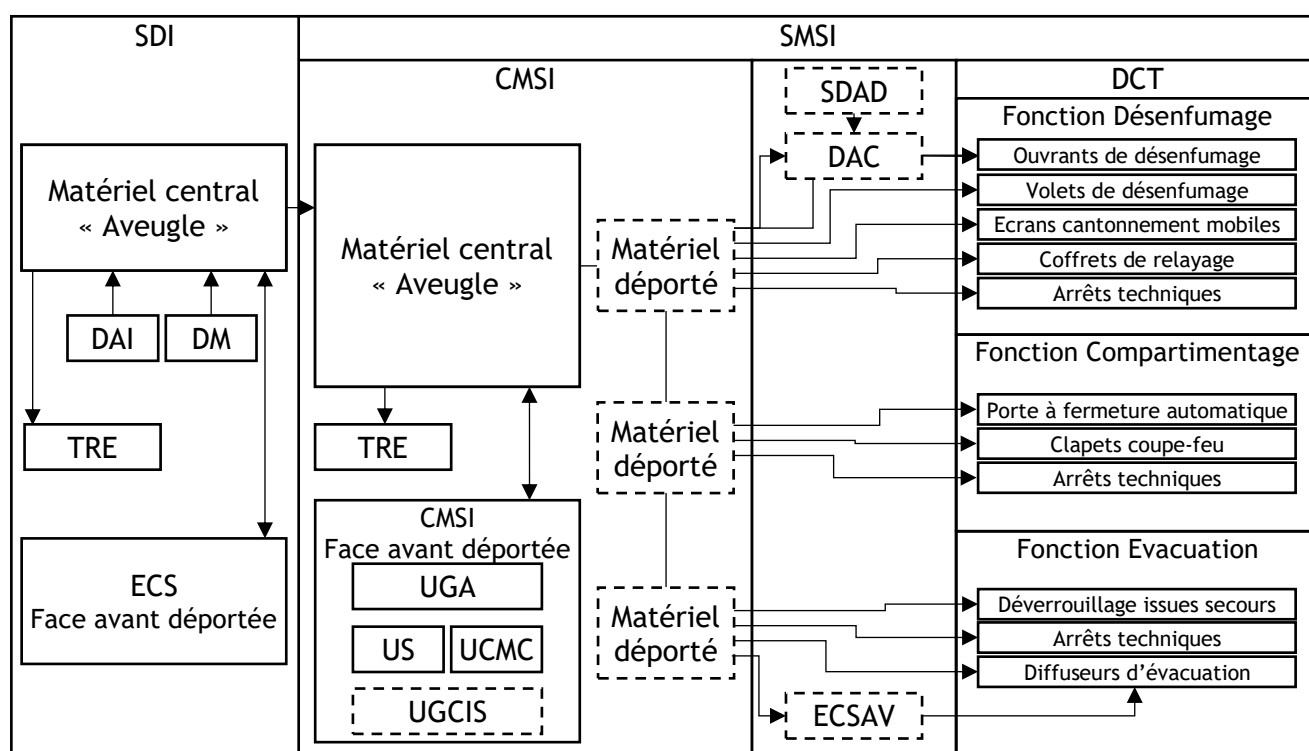 SDI
SMSI
CMSI
DCT
Matériel central
« Aveugle »
DAI
DM
TRE
ECS
Face avant déportée
Matériel central
« Aveugle »
TRE
CMSI
Face avant déportée
UGA
US
UCMC
UGCIS
Matériel
déporté
Matériel
déporté
Matériel
déporté
SDAD
DAC
ECSAV
Fonction Désenfumage
Ouvrants de désenfumage
Volets de désenfumage
Ecrans cantonnement mobiles
Coffrets de relayage
Arrêts techniques
Fonction Compartimentage
Porte à fermeture automatique
Clapets coupe-feu
Arrêts techniques
Fonction Evacuation
Déverrouillage issues secours
Arrêts techniques
Diffuseurs d’évacuation